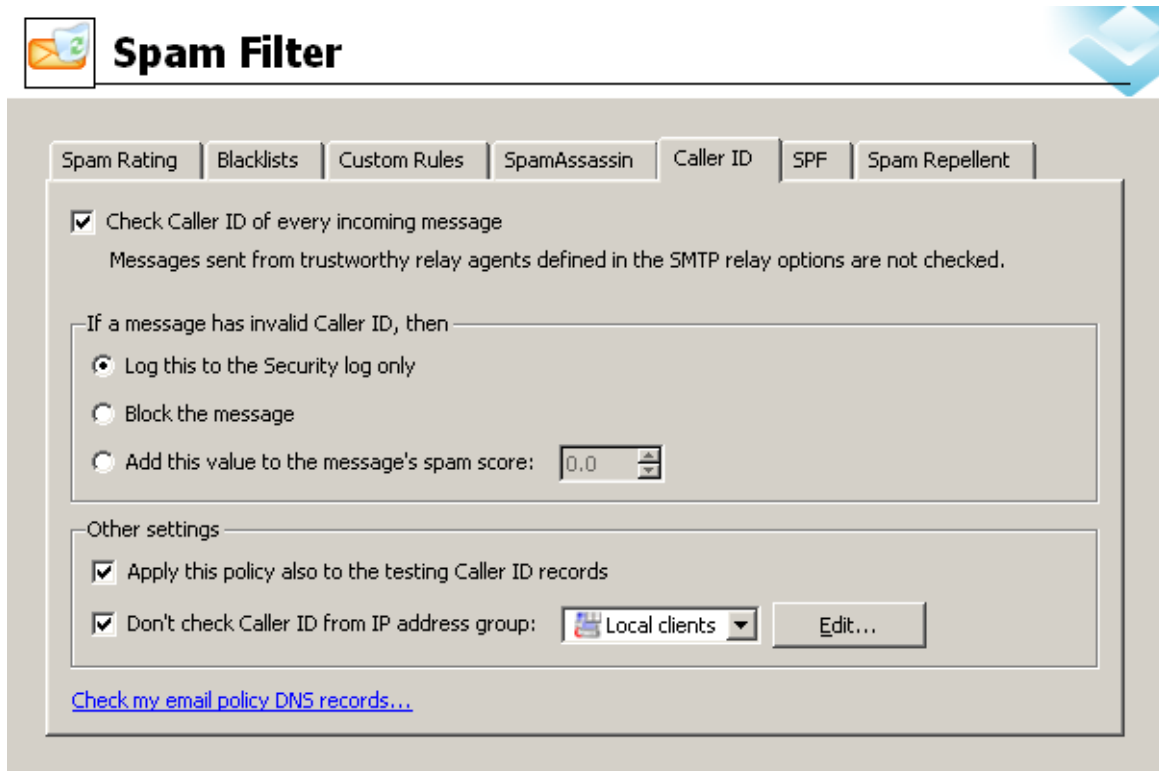 Spam Filter
Spam Rating Blacklists Custom Rules SpamAssassin Caller ID SPF Spam Repellent
Check Caller ID of every incoming message
Messages sent from trustworthy relay agents defined in the SMTP relay options are not checked.
If a message has invalid Caller ID, then
Log this to the Security log only
Block the message
Add this value to the message's spam score: 0.0
Other settings
Apply this policy also to the testing Caller ID records
Don't check Caller ID from IP address group: Local clients Edit...
Check my email policy DNS records...